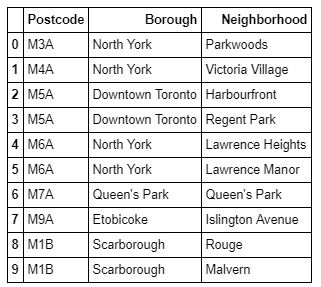 Postcode Borough Neighborhood
0 M3A North York Parkwoods
1 M4A North York Victoria Village
2 M5A Downtown Toronto Harbourfront
3 M5A Downtown Toronto Regent Park
4 M6A North York Lawrence Heights
5 M6A North York Lawrence Manor
6 M7A Queen's Park Queen's Park
7 M9A Etobicoke Islington Avenue
8 M1B Scarborough Rouge
9 M1B Scarborough Malvern